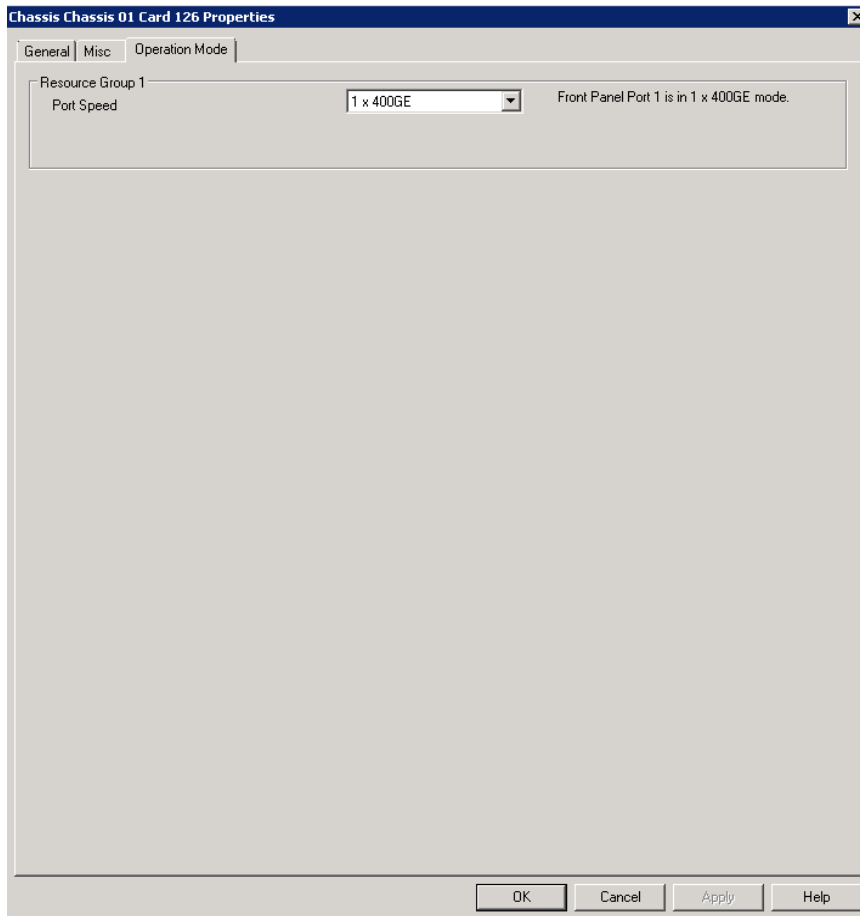 Chassis Chassis 01 Card 126 Properties
General Misc Operation Mode
Resource Group 1
Port Speed 1 x 400GE Front Panel Port 1 is in 1 x 400GE mode.
OK Cancel Apply Help